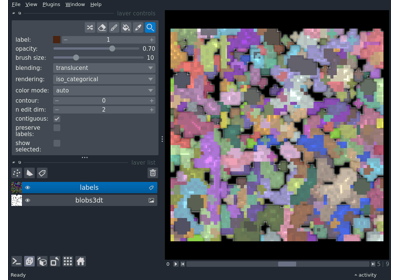 File View Plugins Window Help
layer controls
label: 1
opacity: 0.70
brush size: 10
blending: translucent
rendering: iso_categorical
color mode: auto
contour: 0
n edit dim: 2
contiguous:
preserve
labels:
show
selected:
layer list
labels
blobs3dt
Ready
activity